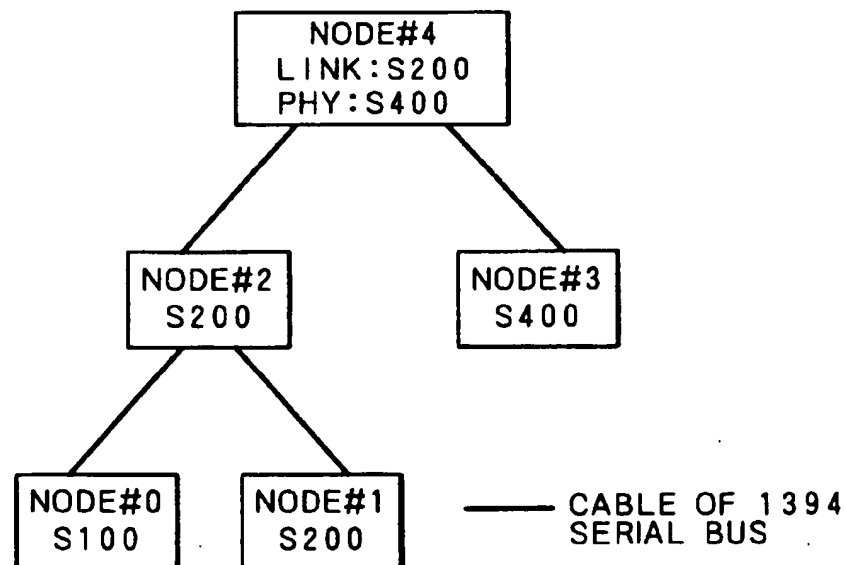 NODE#4
LINK:S200
PHY:S400
NODE#2
S200
NODE#3
S400
NODE#0
S100
NODE#1
S200
CABLE OF 1394
SERIAL BUS